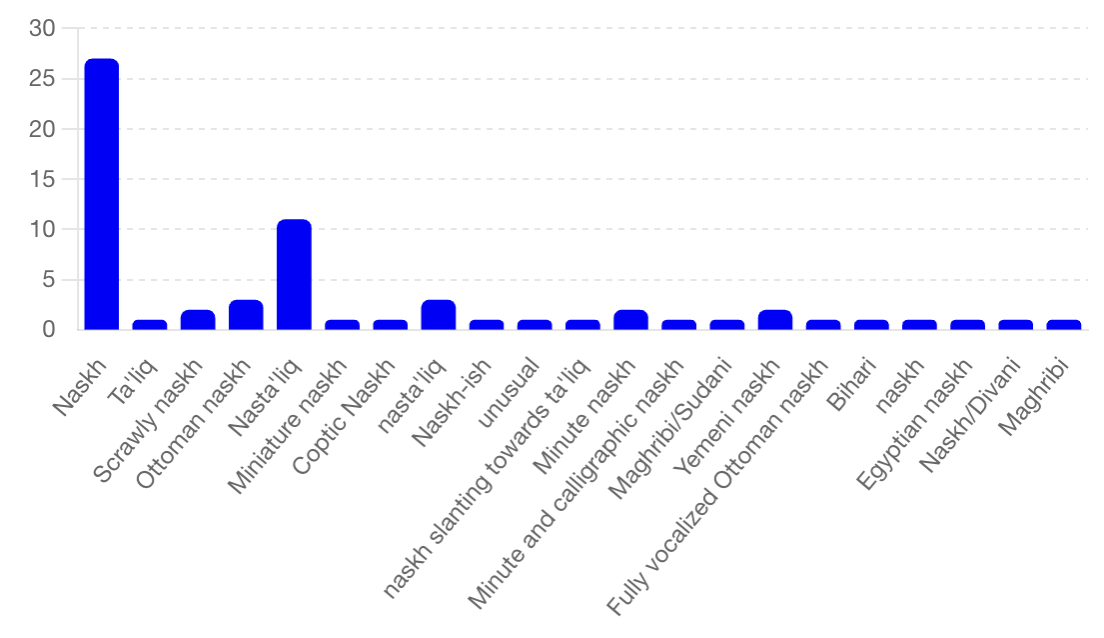 30
25
20
15
10
5
0
Naskh
Ta'liq
Scrawly naskh
Ottoman naskh
Nasta'liq
Miniature naskh
Coptic Naskh
nasta'liq
Naskh-ish
unusual
naskh slanting towards ta'liq
Minute naskh
Minute and calligraphic naskh
Maghribi/Sudani
Yemeni naskh
Fully vocalized Ottoman naskh
Bihari
naskh
Egyptian naskh
Naskh/Divani
Maghribi